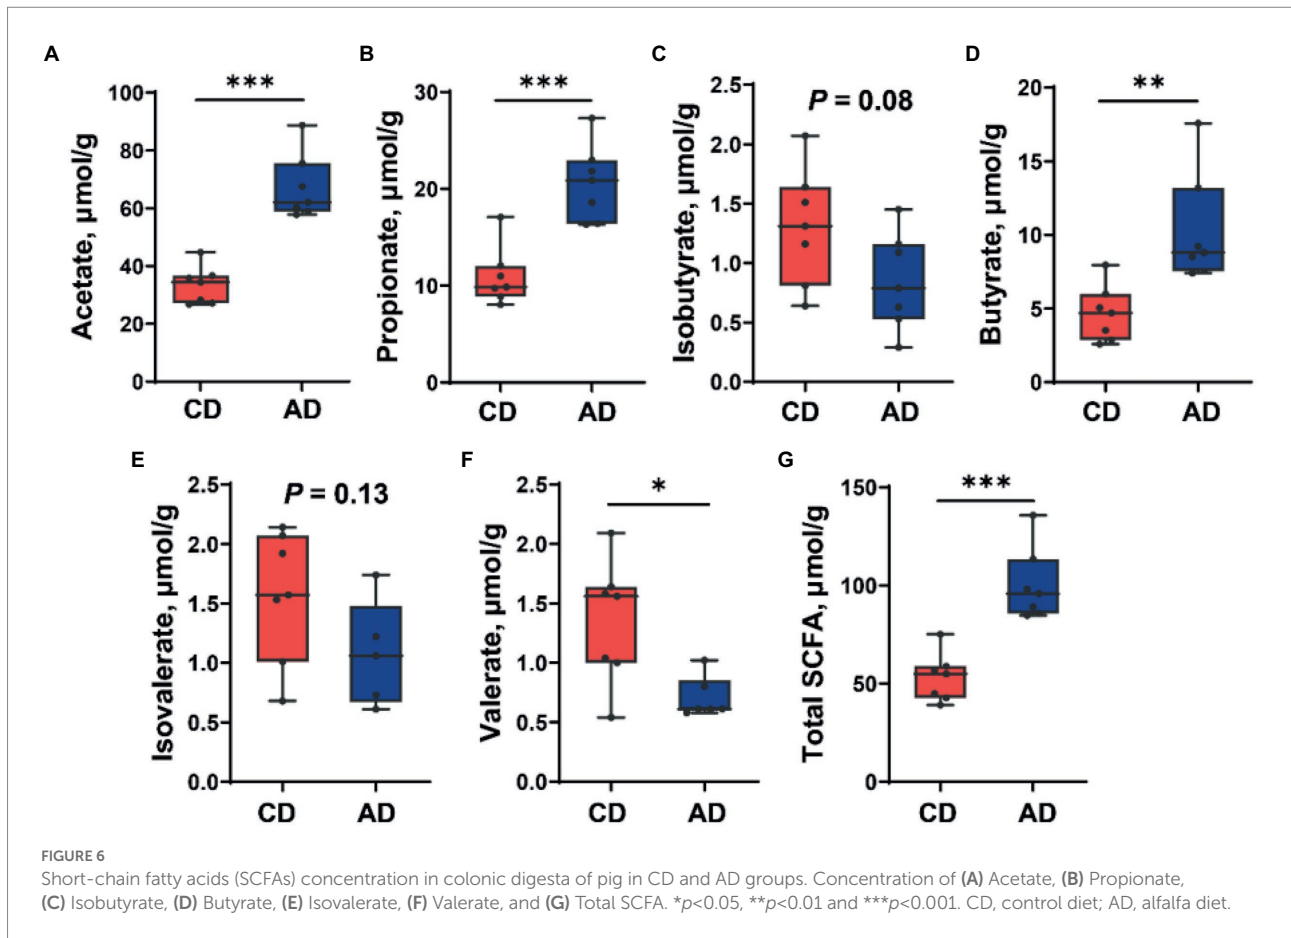 A
***
Acetate, µmol/g
100
80
60
40
20
0
CD
AD
B
***
Propionate, µmol/g
30
20
10
0
CD
AD
C
P = 0.08
Isobutyrate, µmol/g
2.5
2.0
1.5
1.0
0.5
0.0
CD
AD
D
**
Butyrate, µmol/g
20
15
10
5
0
CD
AD
E
P = 0.13
Isovalerate, µmol/g
2.5
2.0
1.5
1.0
0.5
0.0
CD
AD
F
*
Valerate, µmol/g
2.5
2.0
1.5
1.0
0.5
0.0
CD
AD
G
***
Total SCFA, µmol/g
150
100
50
0
CD
AD
FIGURE 6
Short-chain fatty acids (SCFAs) concentration in colonic digesta of pig in CD and AD groups. Concentration of (A) Acetate, (B) Propionate,
(C) Isobutyrate, (D) Butyrate, (E) Isovalerate, (F) Valerate, and (G) Total SCFA. *p<0.05, **p<0.01 and ***p<0.001. CD, control diet; AD, alfalfa diet.